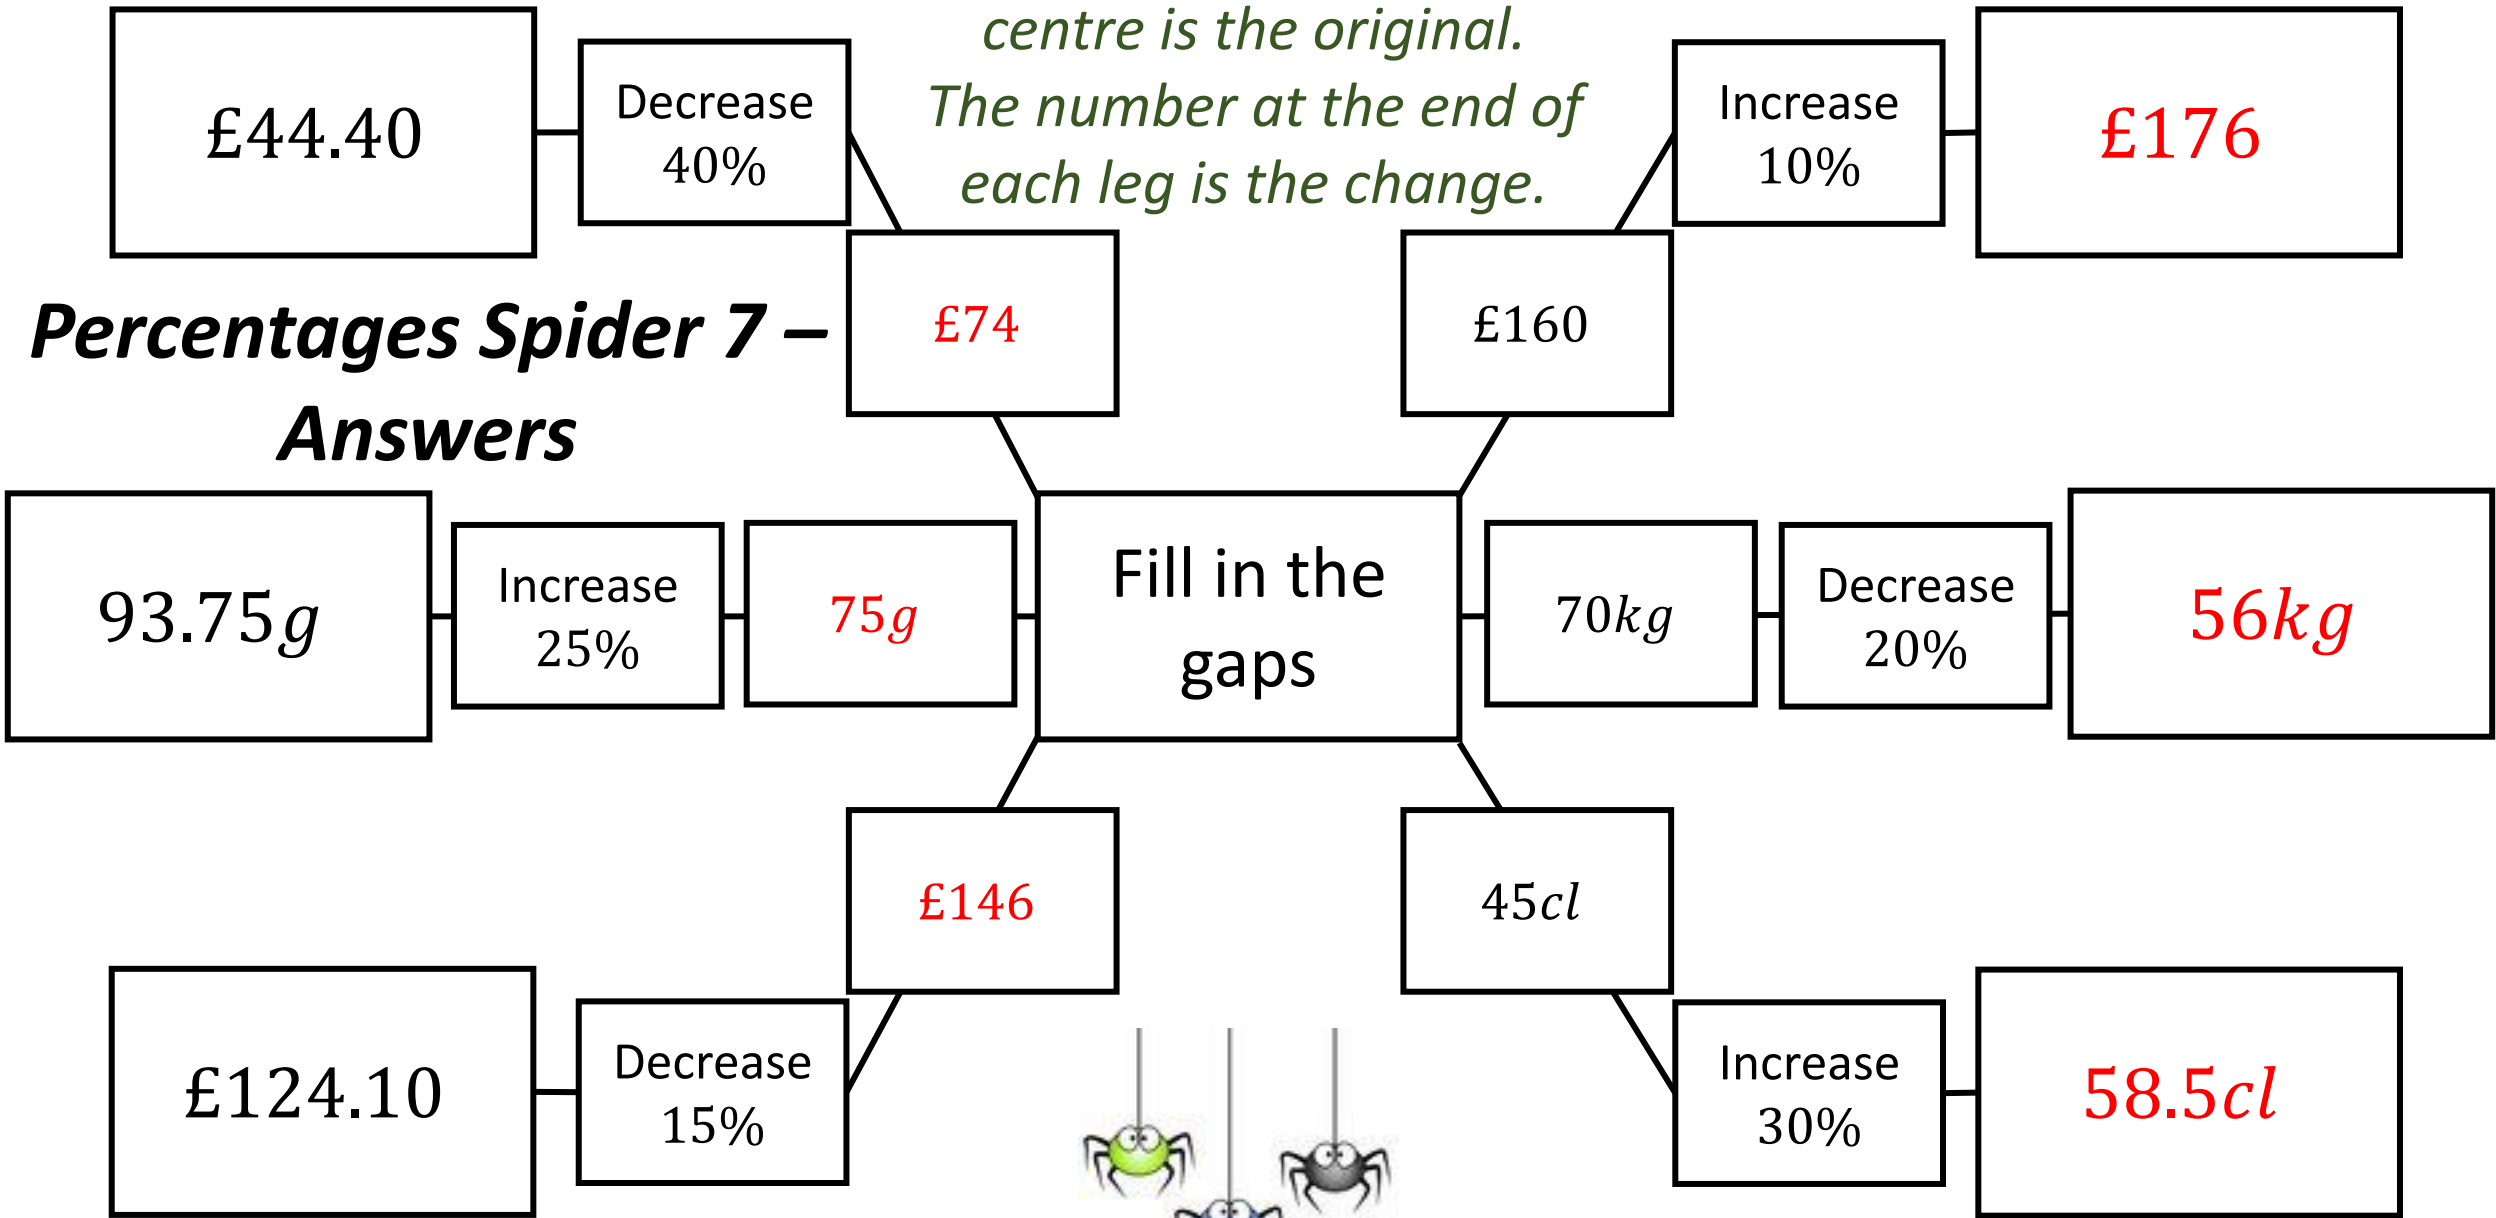 centre is the original.
The number at the end of
each leg is the change.
£44.40
Decrease
40%
£74
£160
Increase
10%
£176
Percentages Spider 7 –
Answers
93.75g
Increase
25%
75g
Fill in the
gaps
70kg
Decrease
20%
56kg
£124.10
Decrease
15%
£146
45cl
Increase
30%
58.5cl